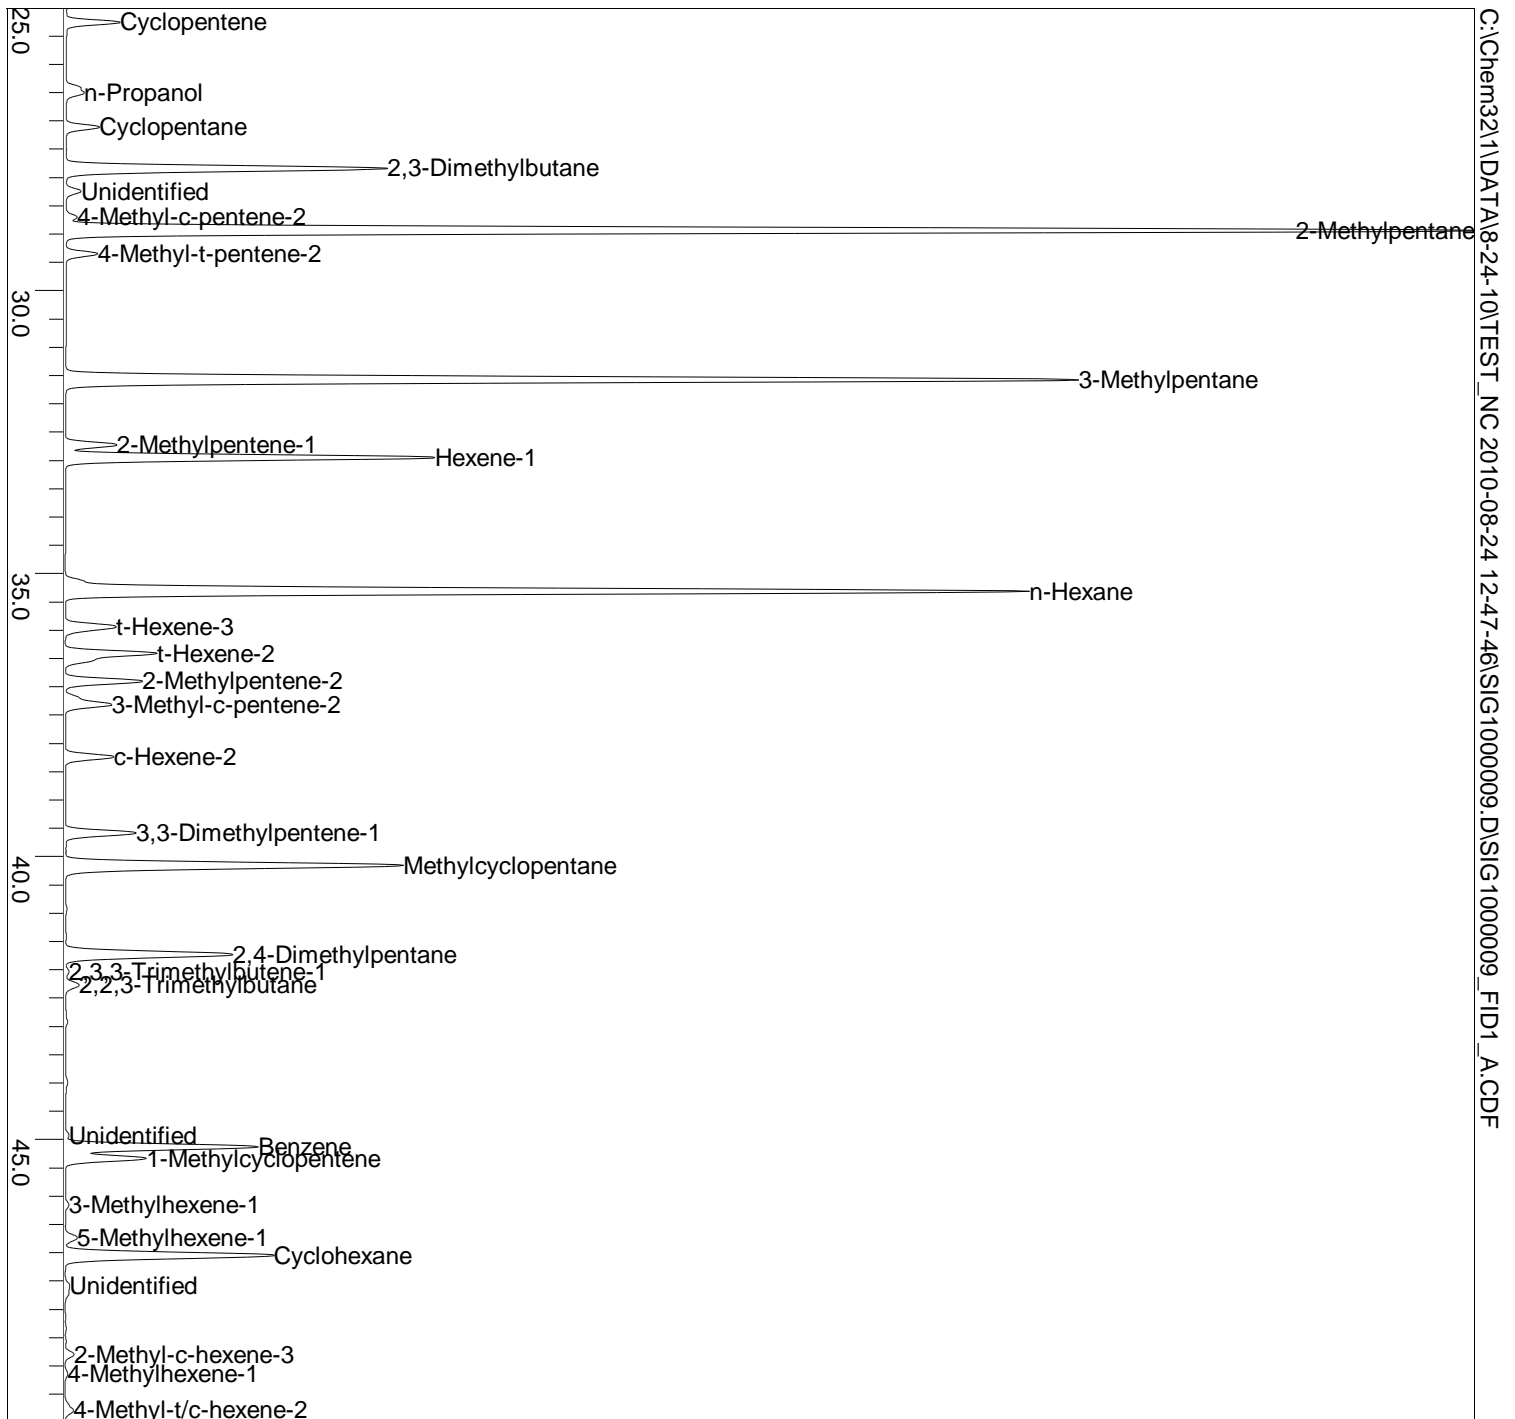 C:\Chem32\1\DATA\8-24-10\TEST_NC 2010-08-24 12-47-46\SIG1000009.D\SIG1000009_FID1_A.CDF
25.0
Cyclopentene
n-Propanol
Cyclopentane
2,3-Dimethylbutane
Unidentified
4-Methyl-c-pentene-2
2-Methylpentane
4-Methyl-t-pentene-2
30.0
3-Methylpentane
2-Methylpentene-1
Hexene-1
35.0
n-Hexane
t-Hexene-3
t-Hexene-2
2-Methylpentene-2
3-Methyl-c-pentene-2
c-Hexene-2
3,3-Dimethylpentene-1
40.0
Methylcyclopentane
2,4-Dimethylpentane
2,3,3-Trimethylbutene-1
2,2,3-Trimethylbutane
Unidentified
45.0
Benzene
1-Methylcyclopentene
3-Methylhexene-1
5-Methylhexene-1
Cyclohexane
Unidentified
2-Methyl-c-hexene-3
4-Methylhexene-1
4-Methyl-t/c-hexene-2